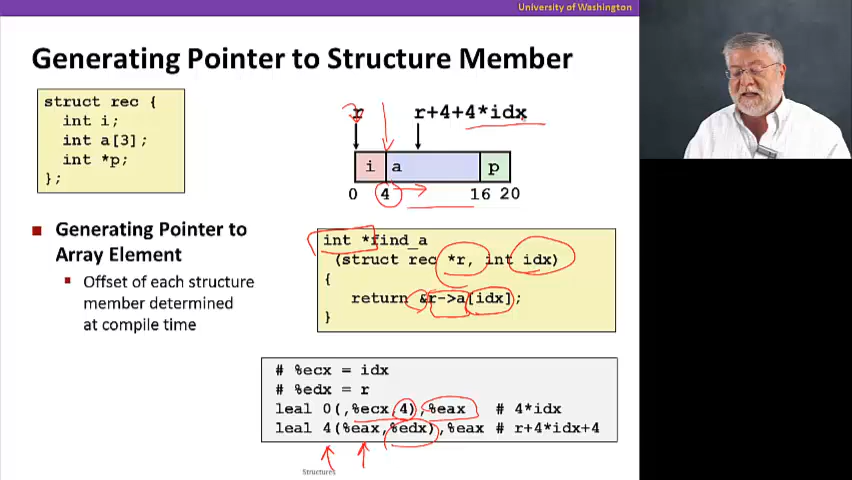 University of Washington
Generating Pointer to Structure Member
struct rec {
int i;
int a[3];
int *p;
};
r r+4+4*idx
i a p
0 4 16 20
Generating Pointer to
Array Element
Offset of each structure
member determined
at compile time
int *find_a
(struct rec *r, int idx)
{
return &r->a[idx];
}
# %ecx = idx
# %edx = r
leal 0(,%ecx,4),%eax # 4*idx
leal 4(%eax,%edx),%eax # r+4*idx+4
Structures